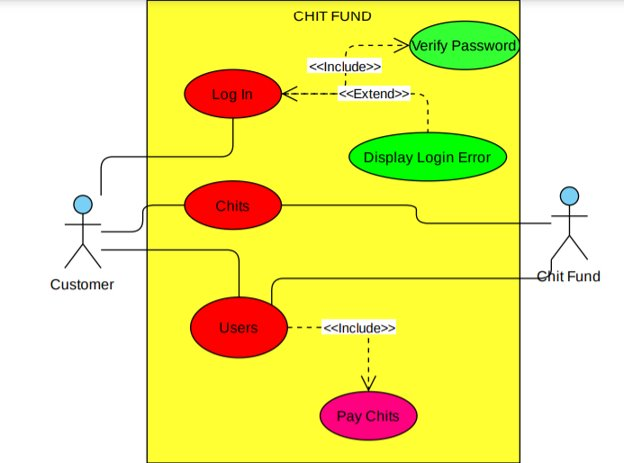 CHIT FUND
Verify Password
<<Include>>
Log In
<<Extend>>
Display Login Error
Chits
Customer
Chit Fund
Users
<<Include>>
Pay Chits